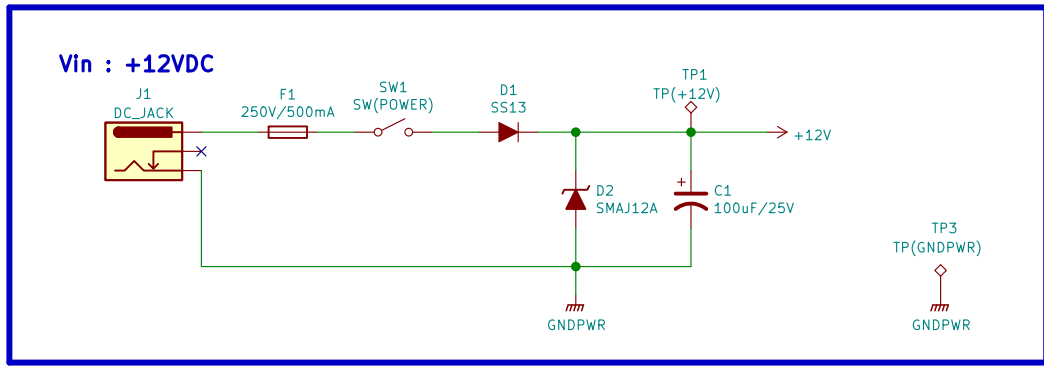 Vin : +12VDC
J1
DC_JACK
F1
250V/500mA
SW1
SW(POWER)
D1
SS13
TP1
TP(+12V)
+12V
D2
SMAJ12A
+
C1
100uF/25V
TP3
TP(GNDPWR)
GNDPWR
GNDPWR